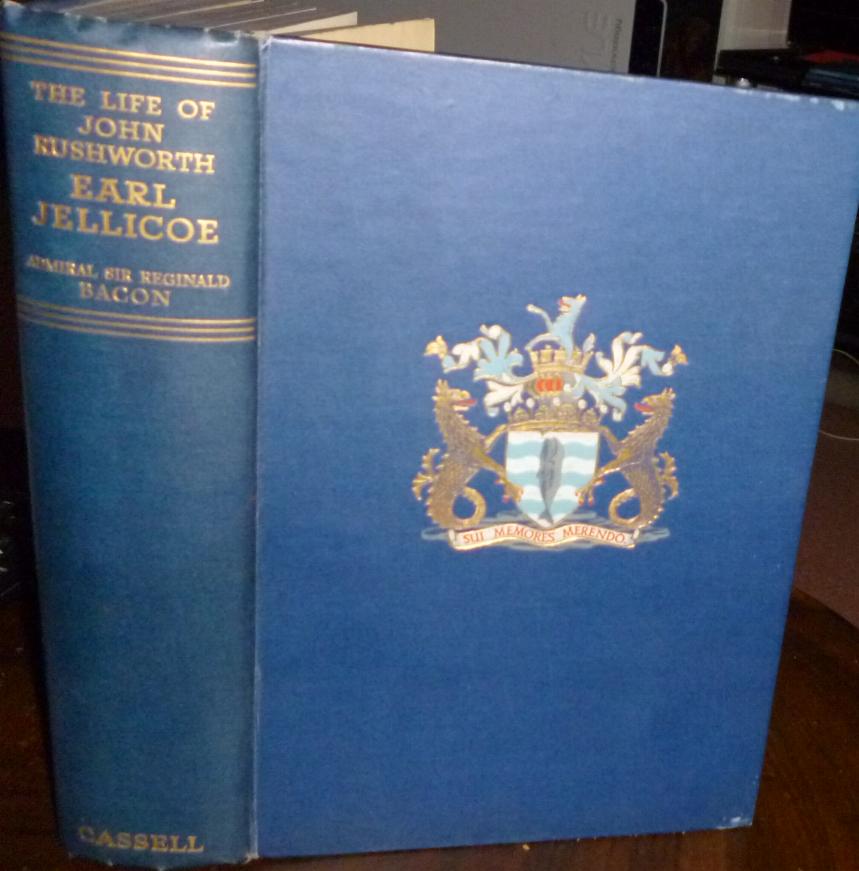 THE LIFE OF
JOHN
RUSHWORTH
EARL
JELLICOE
ADMIRAL SIR REGINALD
BACON
CASSELL
SUI MEMORES MERENDO.